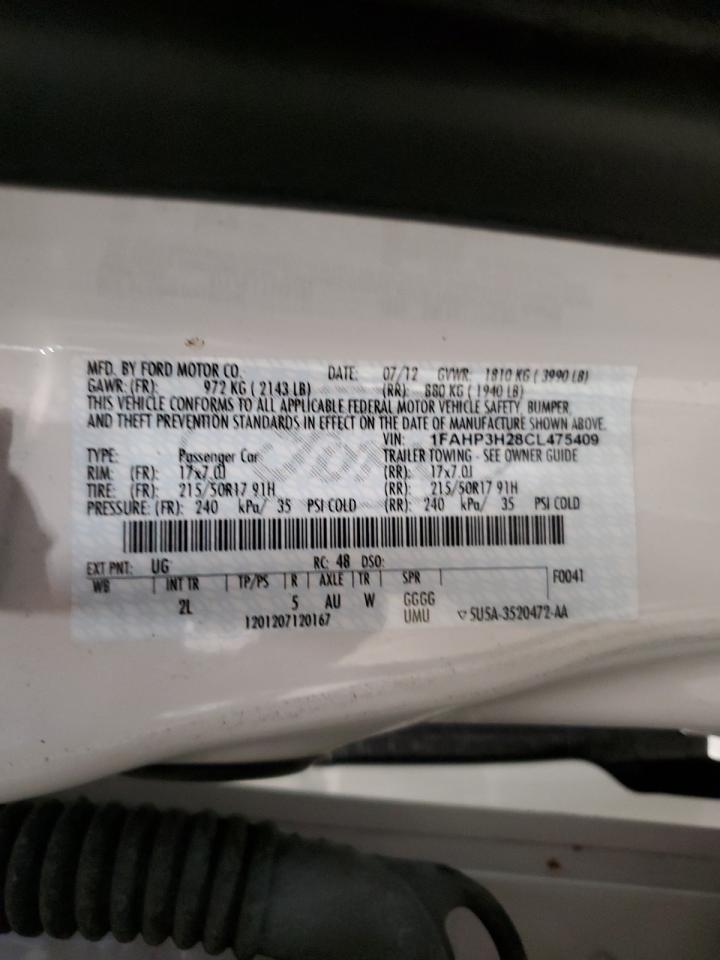 MFD. BY FORD MOTOR CO. DATE: 07/12 GVWR: 1810 KG ( 3990 LB)
GAWR: (FR): 972 KG ( 2143 LB) (RR): 880 KG ( 1940 LB)
THIS VEHICLE CONFORMS TO ALL APPLICABLE FEDERAL MOTOR VEHICLE SAFETY, BUMPER,
AND THEFT PREVENTION STANDARDS IN EFFECT ON THE DATE OF MANUFACTURE SHOWN ABOVE.
VIN: 1FAHP3H28CL475409
TYPE: Passenger Car TRAILER TOWING - SEE OWNER GUIDE
RIM: (FR): 17x7.0J (RR): 17x7.0J
TIRE: (FR): 215/50R17 91H (RR): 215/50R17 91H
PRESSURE: (FR): 240 kPa/ 35 PSI COLD (RR): 240 kPa/ 35 PSI COLD
EXT PNT: UG RC: 48 DSO:
WB | INT TR | TP/PS | R | AXLE | TR | SPR | F0041
2L 5 AU W GGGG
1201207120167 UMU ▽ 5U5A-3520472-AA